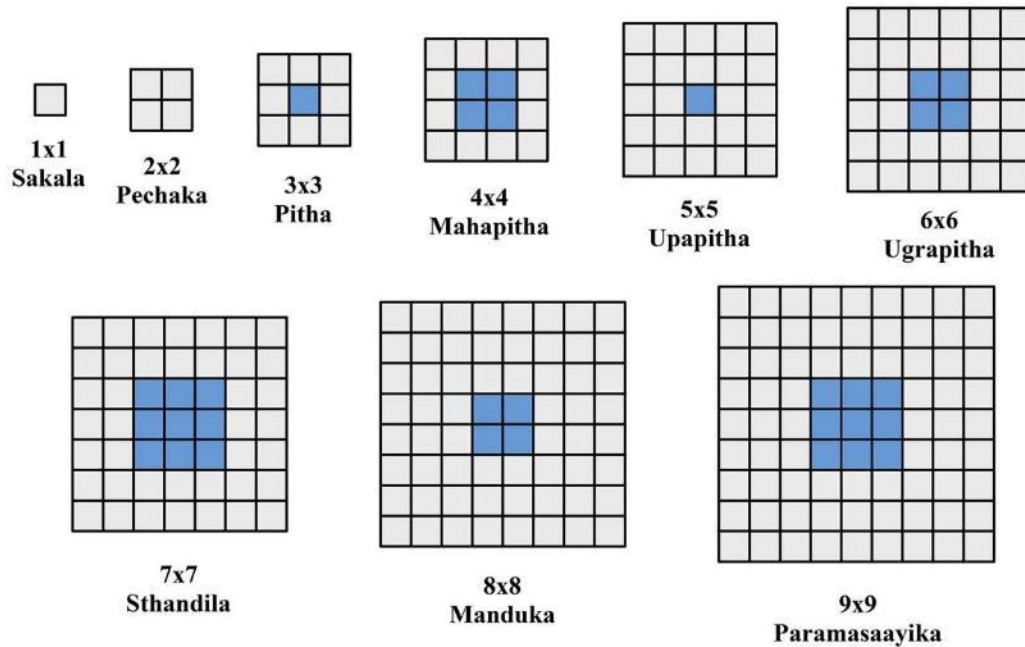 1x1
Sakala
2x2
Pechaka
3x3
Pitha
4x4
Mahapitha
5x5
Upapitha
6x6
Ugrapitha
7x7
Sthandila
8x8
Manduka
9x9
Paramasaayika